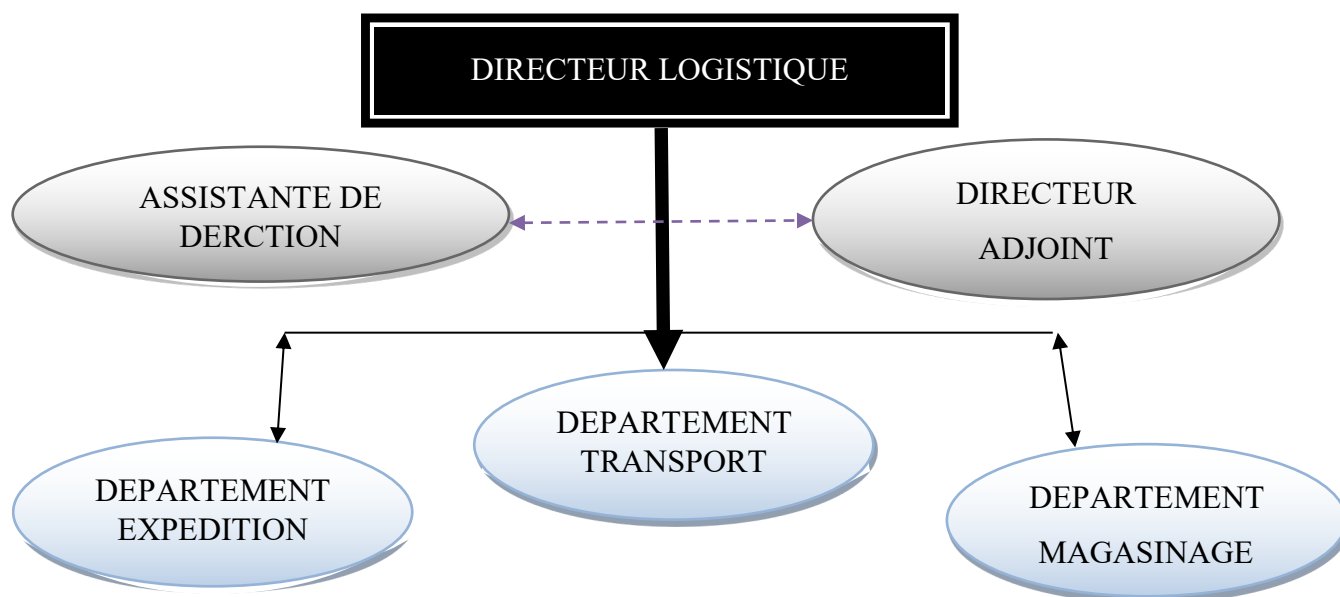 DIRECTEUR LOGISTIQUE
ASSISTANTE DE
DERCTION
DIRECTEUR
ADJOINT
DEPARTEMENT
TRANSPORT
DEPARTEMENT
EXPEDITION
DEPARTEMENT
MAGASINAGE